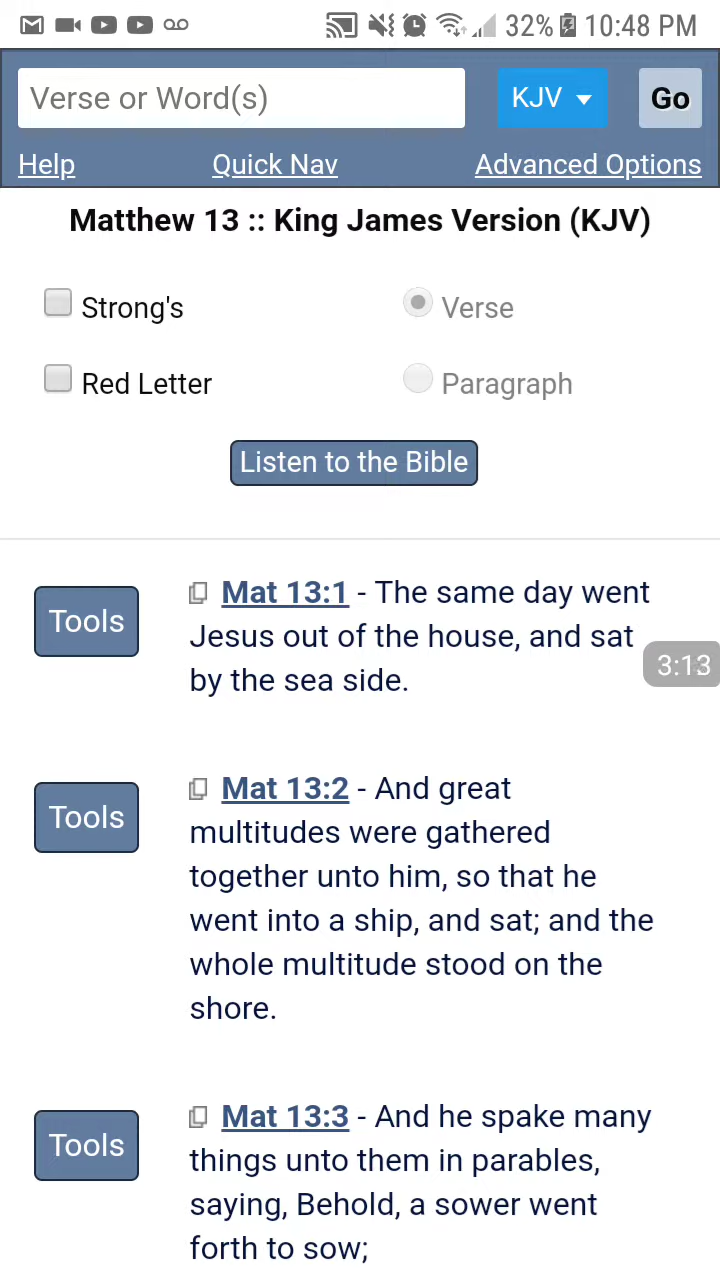 32% 10:48 PM
Verse or Word(s)
KJV
Go
Help
Quick Nav
Advanced Options
Matthew 13 :: King James Version (KJV)
Strong's
Verse
Red Letter
Paragraph
Listen to the Bible
Tools
Mat 13:1 - The same day went
Jesus out of the house, and sat
by the sea side.
3:13
Tools
Mat 13:2 - And great
multitudes were gathered
together unto him, so that he
went into a ship, and sat; and the
whole multitude stood on the
shore.
Tools
Mat 13:3 - And he spake many
things unto them in parables,
saying, Behold, a sower went
forth to sow;